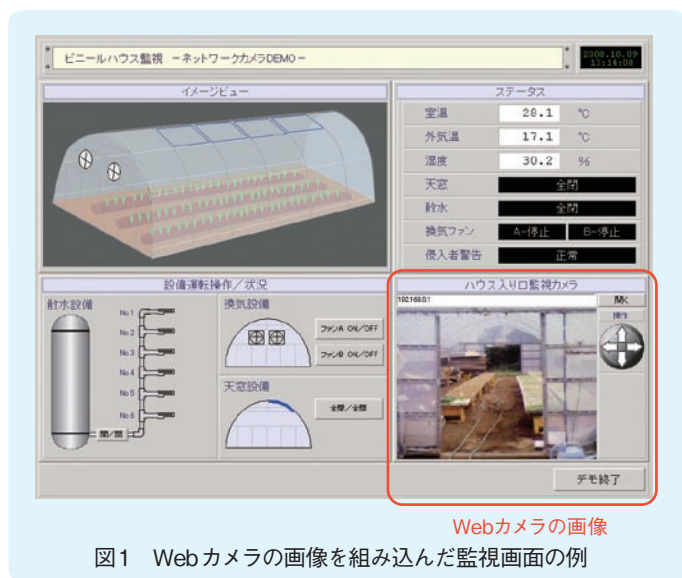 ビニールハウス監視 －ネットワークカメラDEMO－
2008.10.09
13:14:08
イメージビュー
ステータス
室温 28.1 ℃
外気温 17.1 ℃
湿度 30.2 %
天窓 全閉
散水 全閉
換気ファン A-停止 B-停止
侵入者警告 正常
設備運転操作／状況
散水設備
No.1
No.2
No.3
No.4
No.5
No.6
開／閉
換気設備
ファンA ON／OFF
ファンB ON／OFF
天窓設備
全開／全閉
ハウス入り口監視カメラ
192.168.0.1
開く
操作
デモ終了
Webカメラの画像
図1 Webカメラの画像を組み込んだ監視画面の例